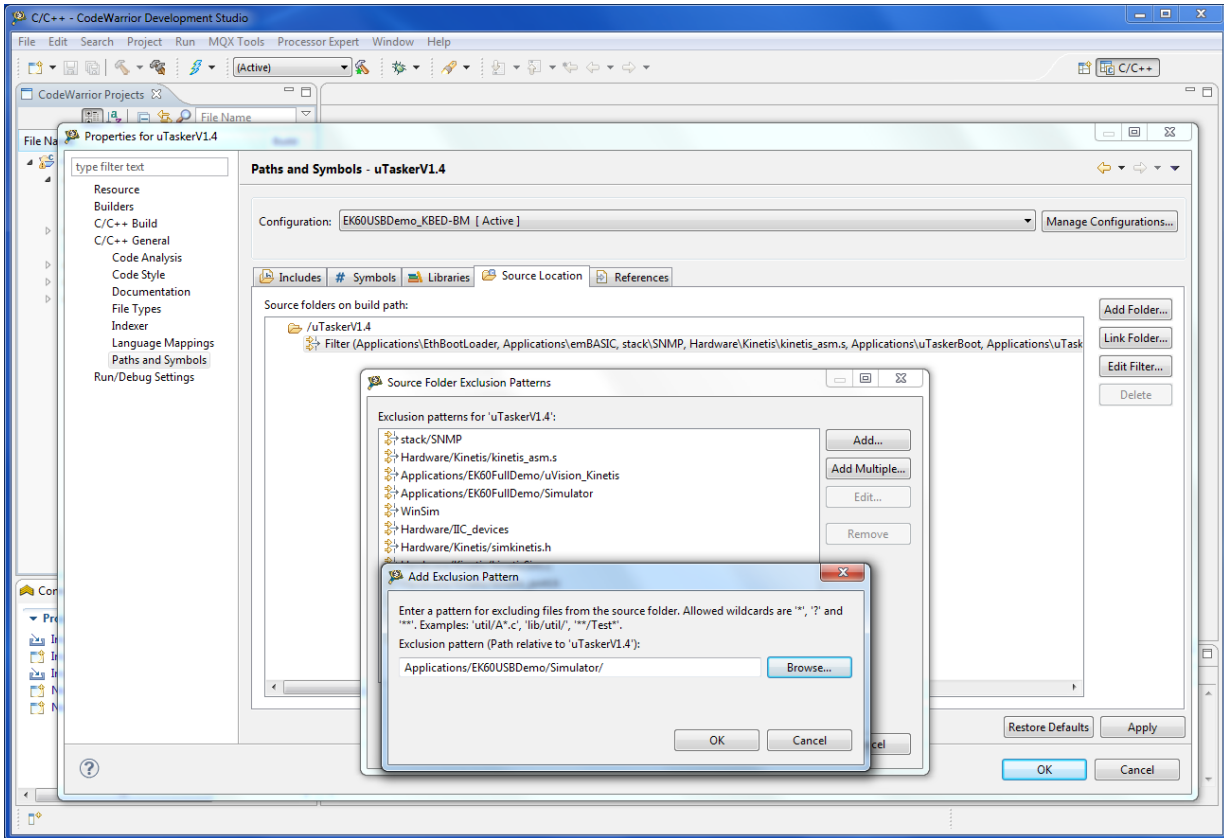 C/C++ - CodeWarrior Development Studio
File Edit Search Project Run MQX Tools Processor Expert Window Help
(Active)
C/C++
CodeWarrior Projects
File Name
File Na
Properties for uTaskerV1.4
type filter text
Resource
Builders
C/C++ Build
C/C++ General
Code Analysis
Code Style
Documentation
File Types
Indexer
Language Mappings
Paths and Symbols
Run/Debug Settings
Paths and Symbols - uTaskerV1.4
Configuration: EK60USBDemo_KBED-BM [ Active ]
Manage Configurations...
Includes # Symbols Libraries Source Location References
Source folders on build path:
/uTaskerV1.4
Filter (Applications\EthBootLoader, Applications\emBASIC, stack\SNMP, Hardware\Kinetis\kinetis_asm.s, Applications\uTaskerBoot, Applications\uTask
Add Folder...
Link Folder...
Edit Filter...
Delete
Source Folder Exclusion Patterns
Exclusion patterns for 'uTaskerV1.4':
stack/SNMP
Hardware/Kinetis/kinetis_asm.s
Applications/EK60FullDemo/uVision_Kinetis
Applications/EK60FullDemo/Simulator
WinSim
Hardware/IIC_devices
Hardware/Kinetis/simkinetis.h
Add...
Add Multiple...
Edit...
Remove
Add Exclusion Pattern
Enter a pattern for excluding files from the source folder. Allowed wildcards are '*', '?' and
'**'. Examples: 'util/A*.c', 'lib/util/', '**/Test*'.
Exclusion pattern (Path relative to 'uTaskerV1.4'):
Applications/EK60USBDemo/Simulator/
Browse...
OK Cancel
cel
Restore Defaults Apply
OK Cancel
Con
Pro